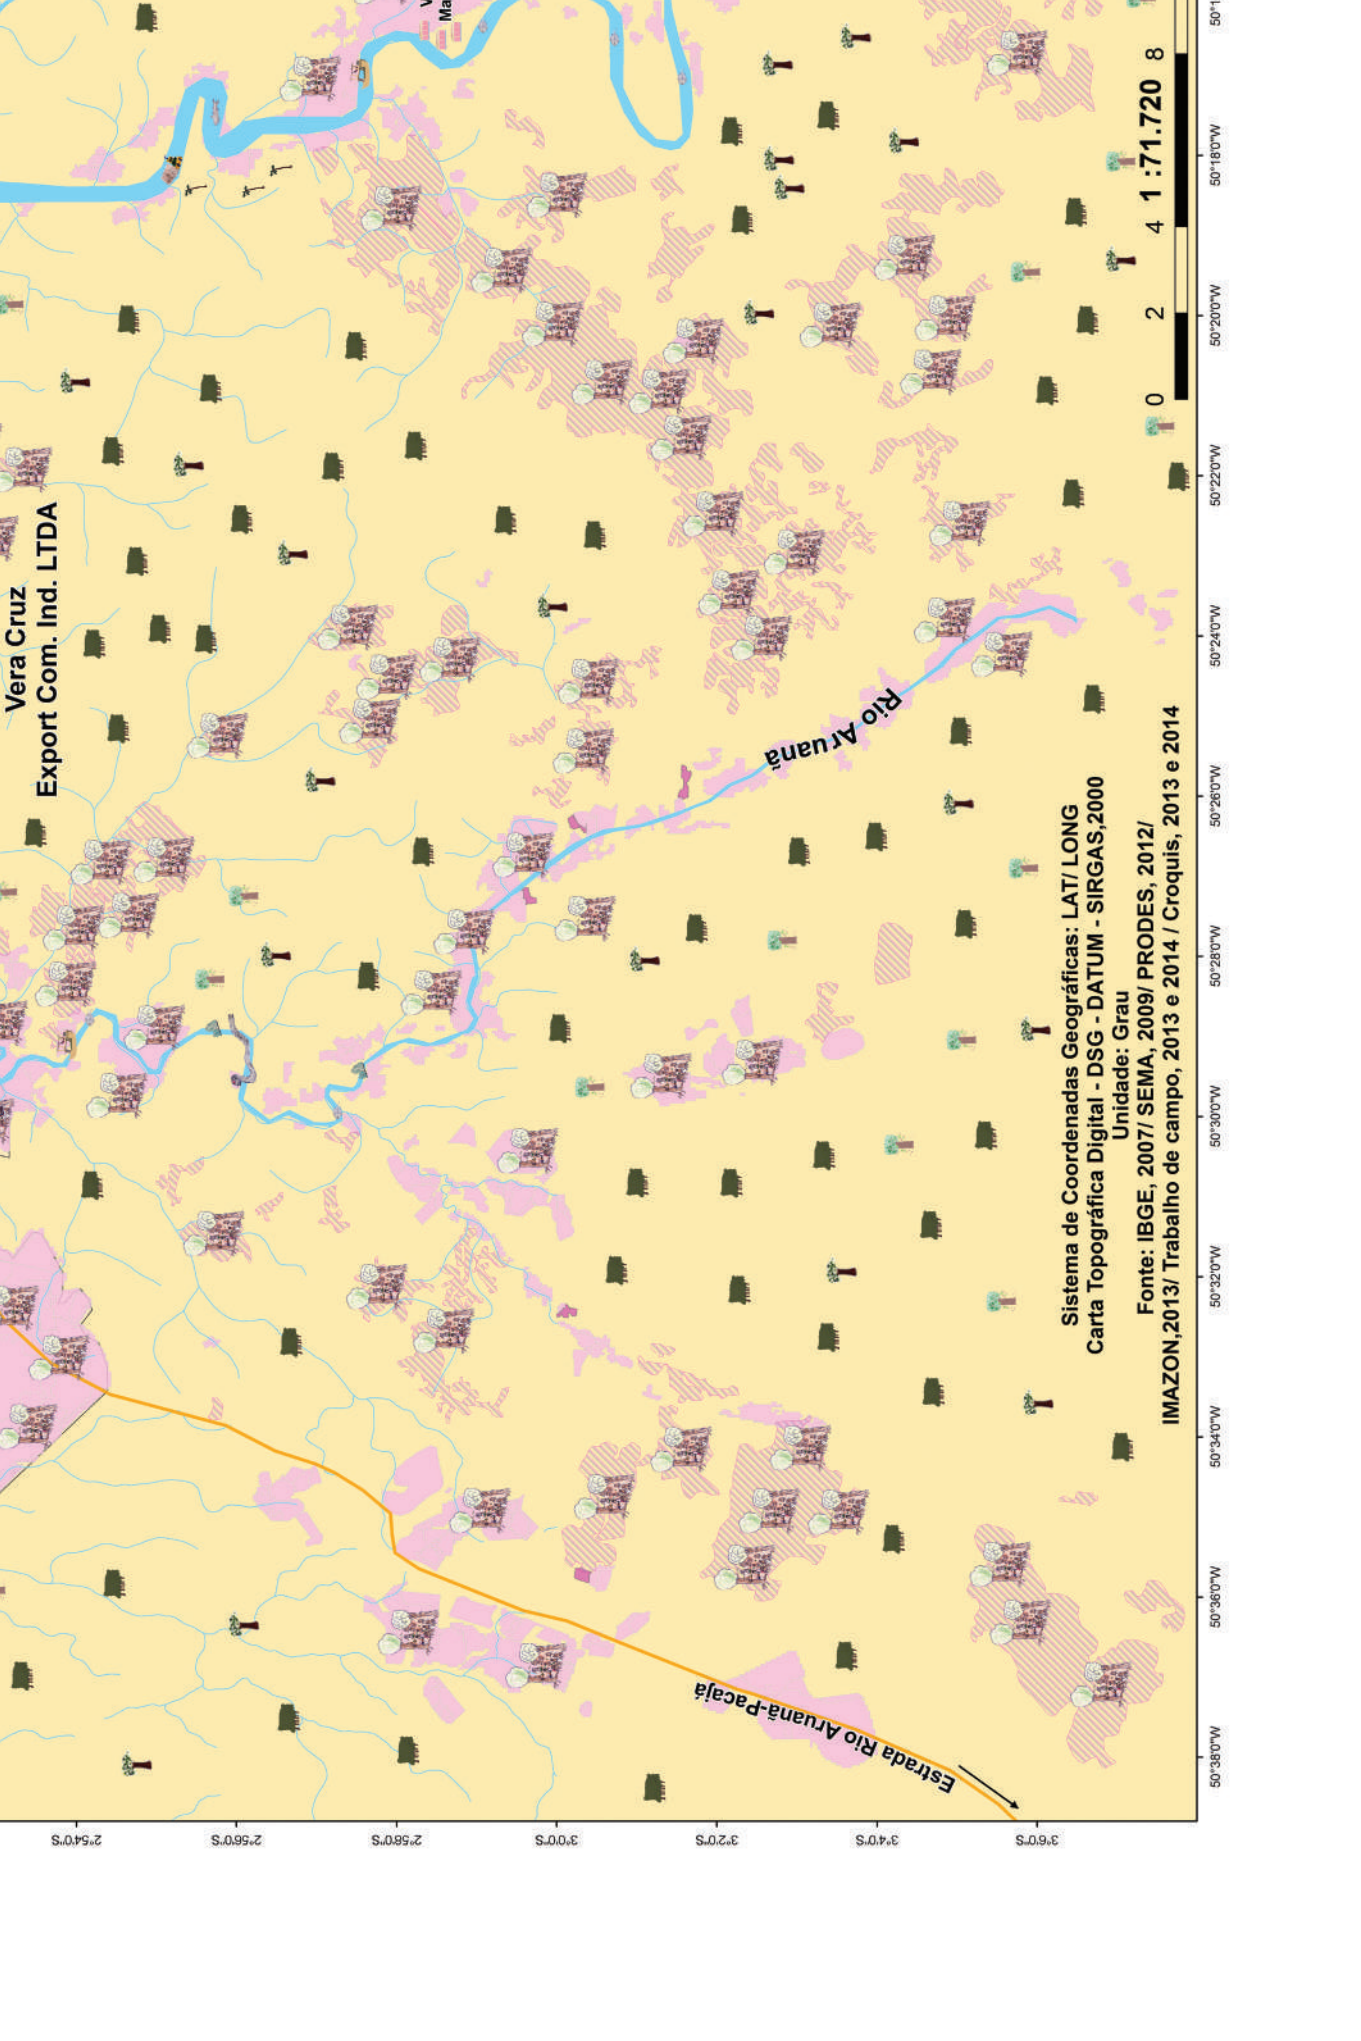 Vera Cruz
Export Com. Ind. LTDA
Ma
Rio Aruanã
Estrada Rio Aruanã-Pacajá
Sistema de Coordenadas Geográficas: LAT/ LONG
Carta Topográfica Digital - DSG - DATUM - SIRGAS,2000
Unidade: Grau
Fonte: IBGE, 2007/ SEMA, 2009/ PRODES, 2012/
IMAZON,2013/ Trabalho de campo, 2013 e 2014 / Croquis, 2013 e 2014
1 :71.720
0 2 4 8
50°38'0"W 50°36'0"W 50°34'0"W 50°32'0"W 50°30'0"W 50°28'0"W 50°26'0"W 50°24'0"W 50°22'0"W 50°20'0"W 50°18'0"W
2°54'0"S
2°56'0"S
2°58'0"S
3°0'0"S
3°2'0"S
3°4'0"S
3°6'0"S